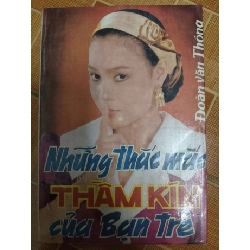 Đoàn Văn Thông
Những thắc mắc
THẦM KÍN
của Bạn Trẻ